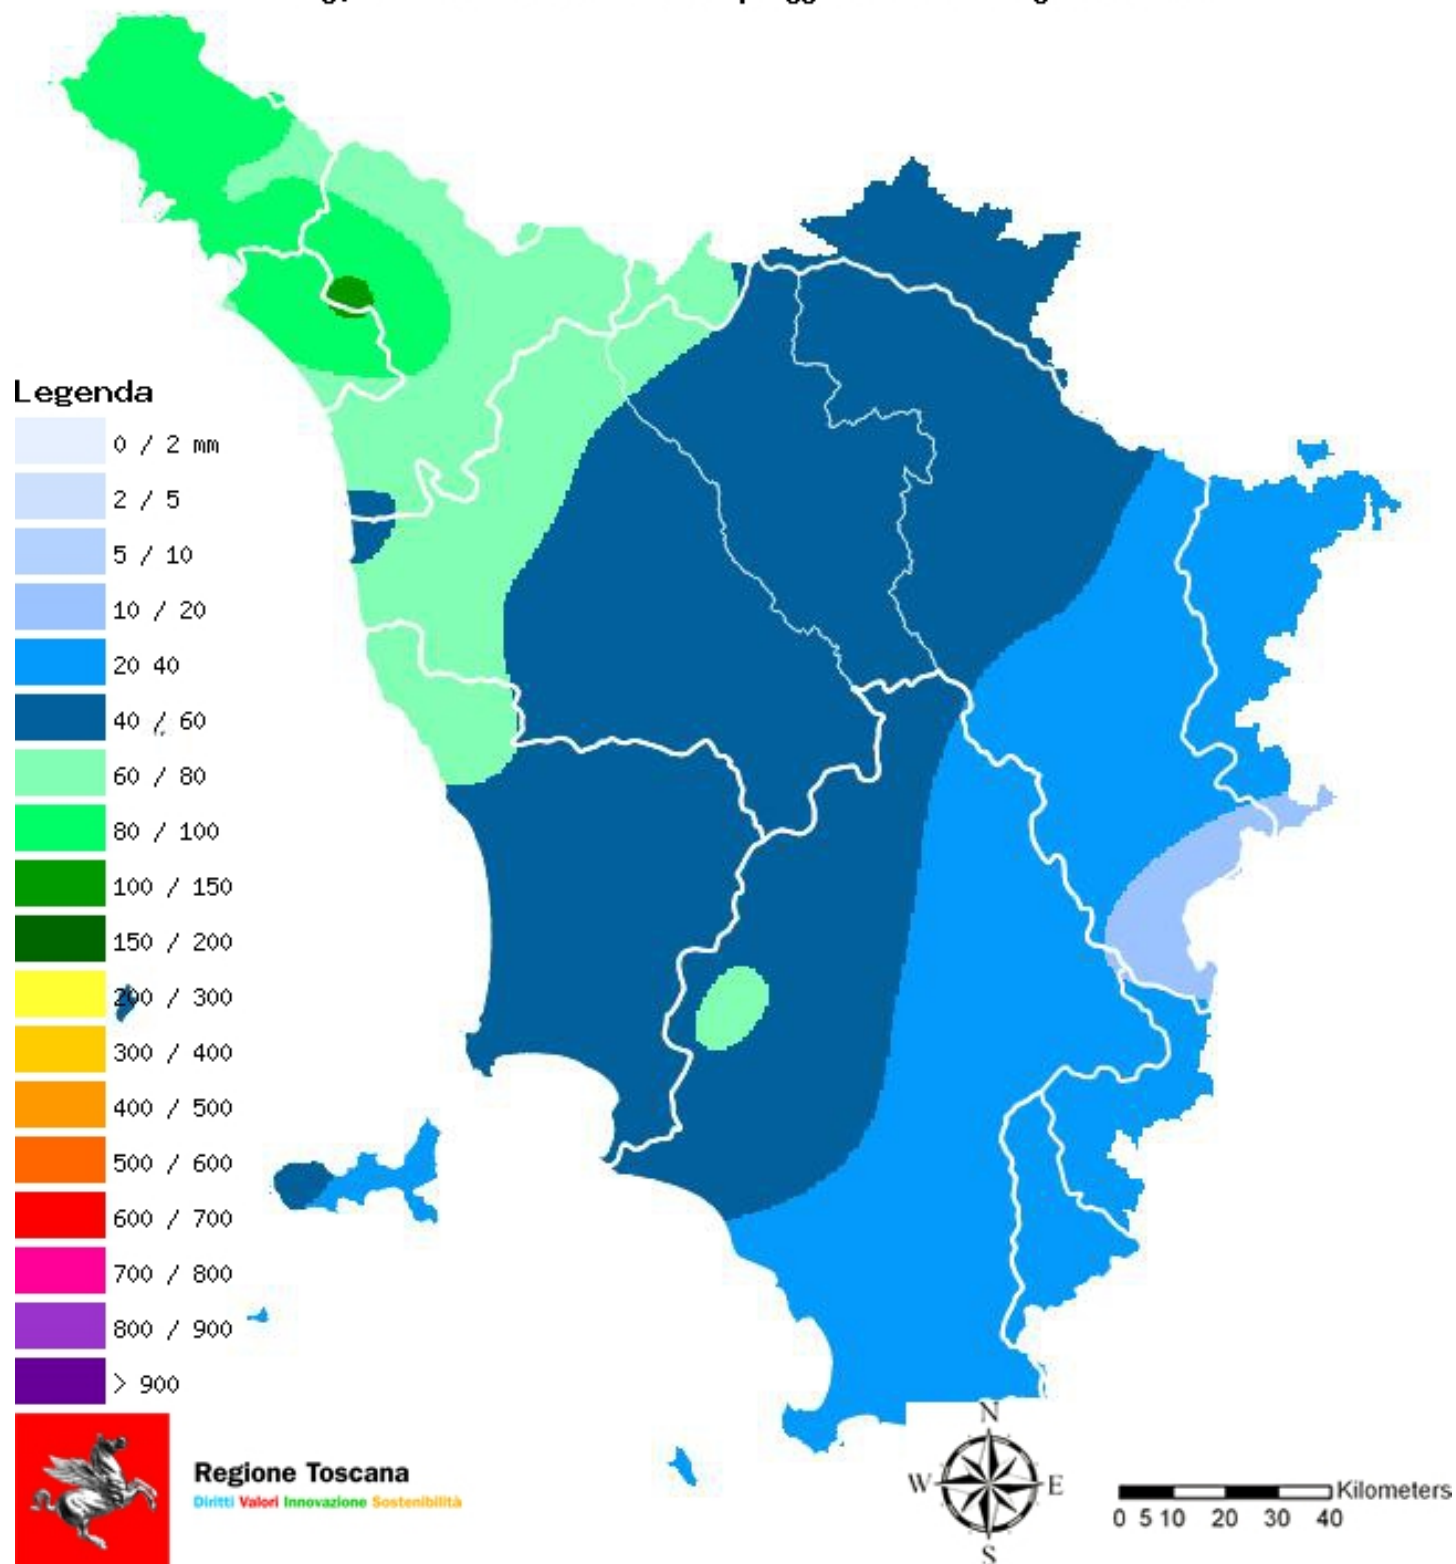 Legenda
0 / 2 mm
2 / 5
5 / 10
10 / 20
20 40
40 / 60
60 / 80
80 / 100
100 / 150
150 / 200
200 / 300
300 / 400
400 / 500
500 / 600
600 / 700
700 / 800
800 / 900
> 900
Regione Toscana
Diritti Valori Innovazione Sostenibilità
N
W E
S
Kilometers
0 5 10 20 30 40